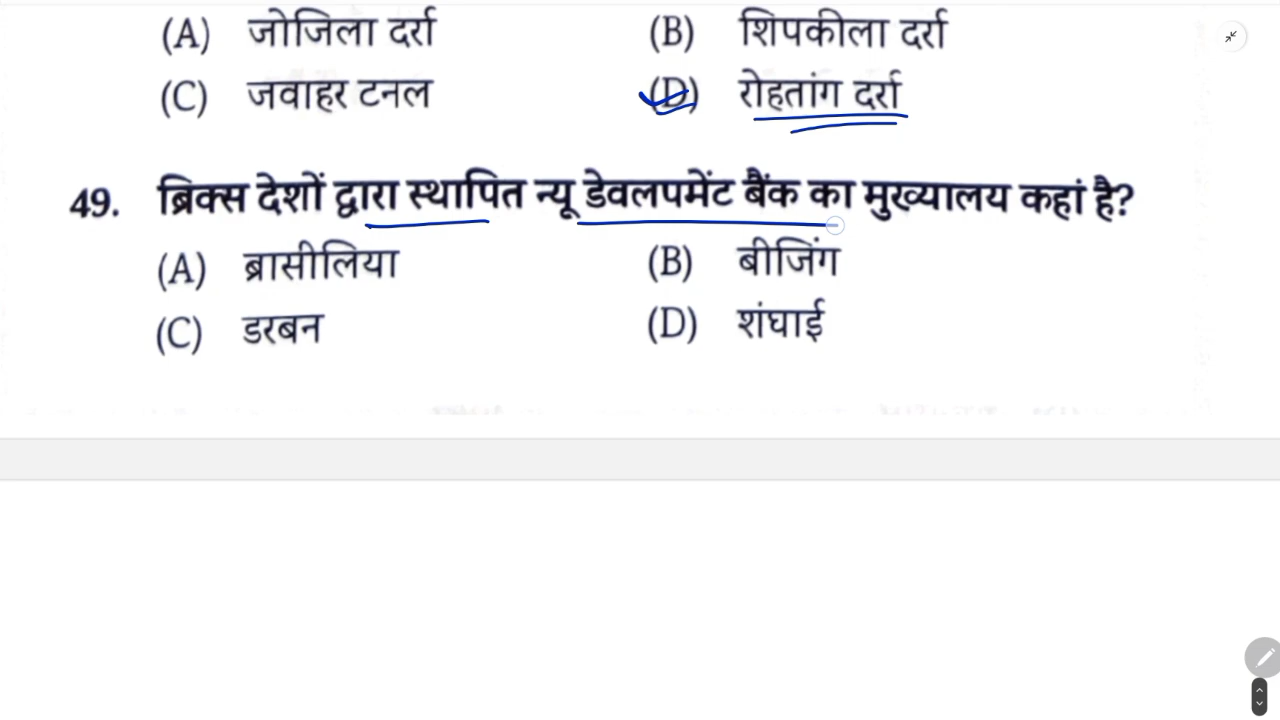 (A) जोजिला दर्रा (B) शिपकीला दर्रा
(C) जवाहर टनल (D) रोहतांग दर्रा
49. ब्रिक्स देशों द्वारा स्थापित न्यू डेवलपमेंट बैंक का मुख्यालय कहां है?
(A) ब्रासीलिया (B) बीजिंग
(C) डरबन (D) शंघाई